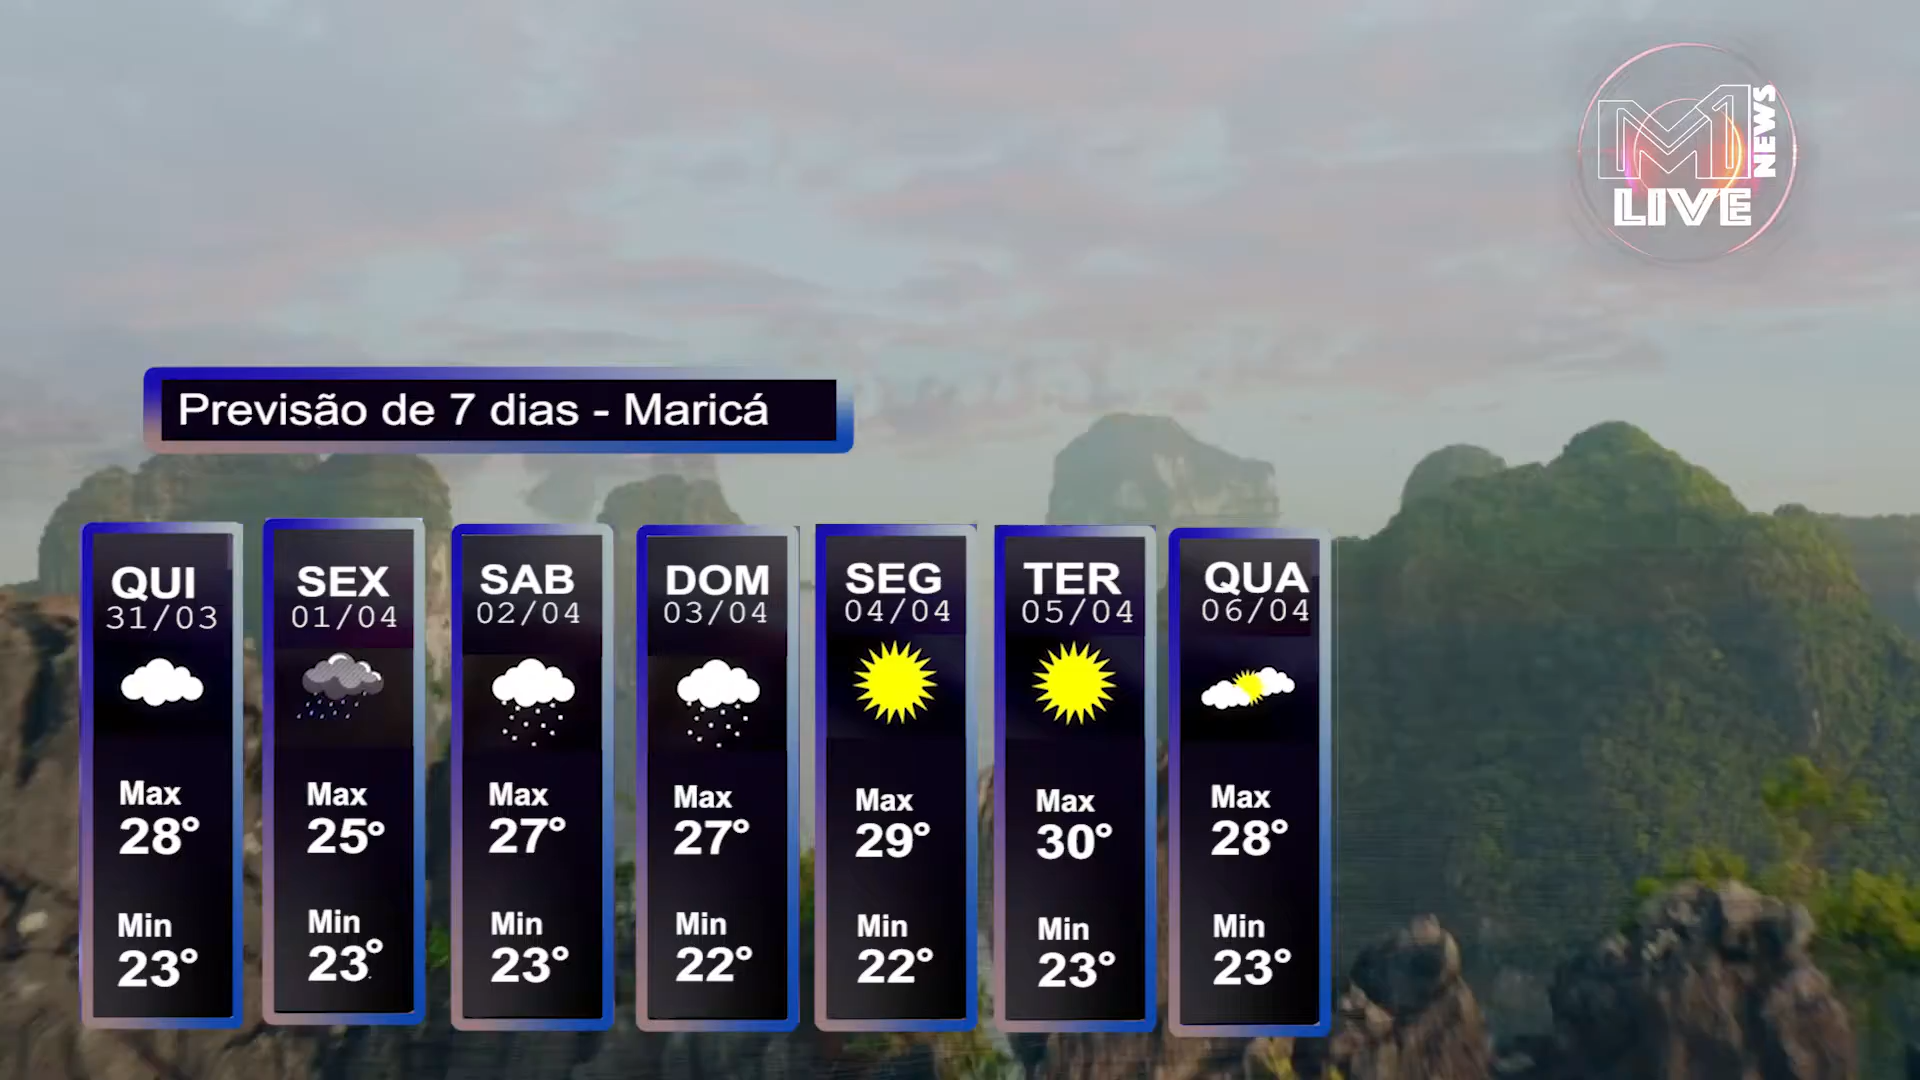 M1
NEWS
LIVE
Previsão de 7 dias - Maricá
QUI
31/03
Max
28°
Min
23°
SEX
01/04
Max
25°
Min
23°
SAB
02/04
Max
27°
Min
23°
DOM
03/04
Max
27°
Min
22°
SEG
04/04
Max
29°
Min
22°
TER
05/04
Max
30°
Min
23°
QUA
06/04
Max
28°
Min
23°